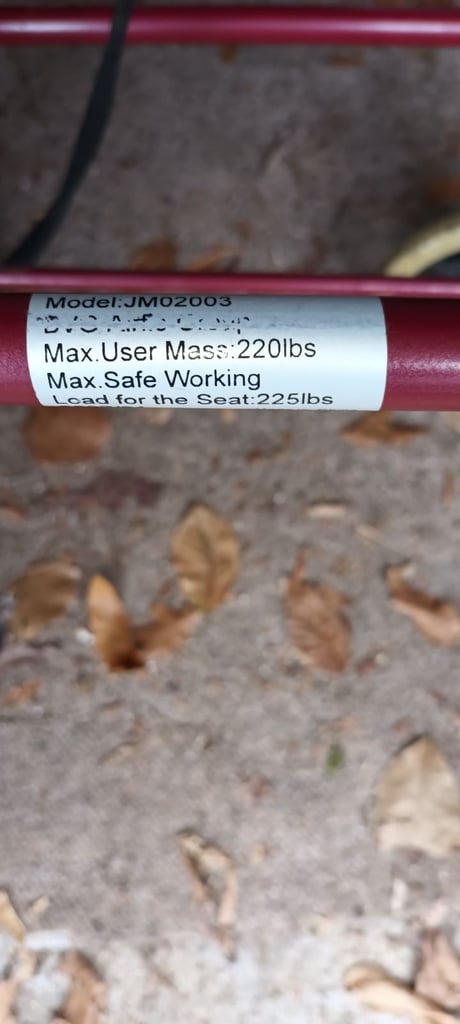 Model:JM02003
Max.User Mass:220lbs
Max.Safe Working
Load for the Seat:225lbs